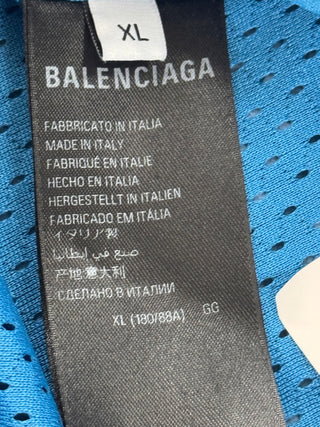 XL
BALENCIAGA
FABBRICATO IN ITALIA
MADE IN ITALY
FABRIQUÉ EN ITALIE
HECHO EN ITALIA
HERGESTELLT IN ITALIEN
FABRICADO EM ITÁLIA
イタリア製
صنع في إيطاليا
产地意大利
СДЕЛАНО В ИТАЛИИ
XL (180/88A) GG